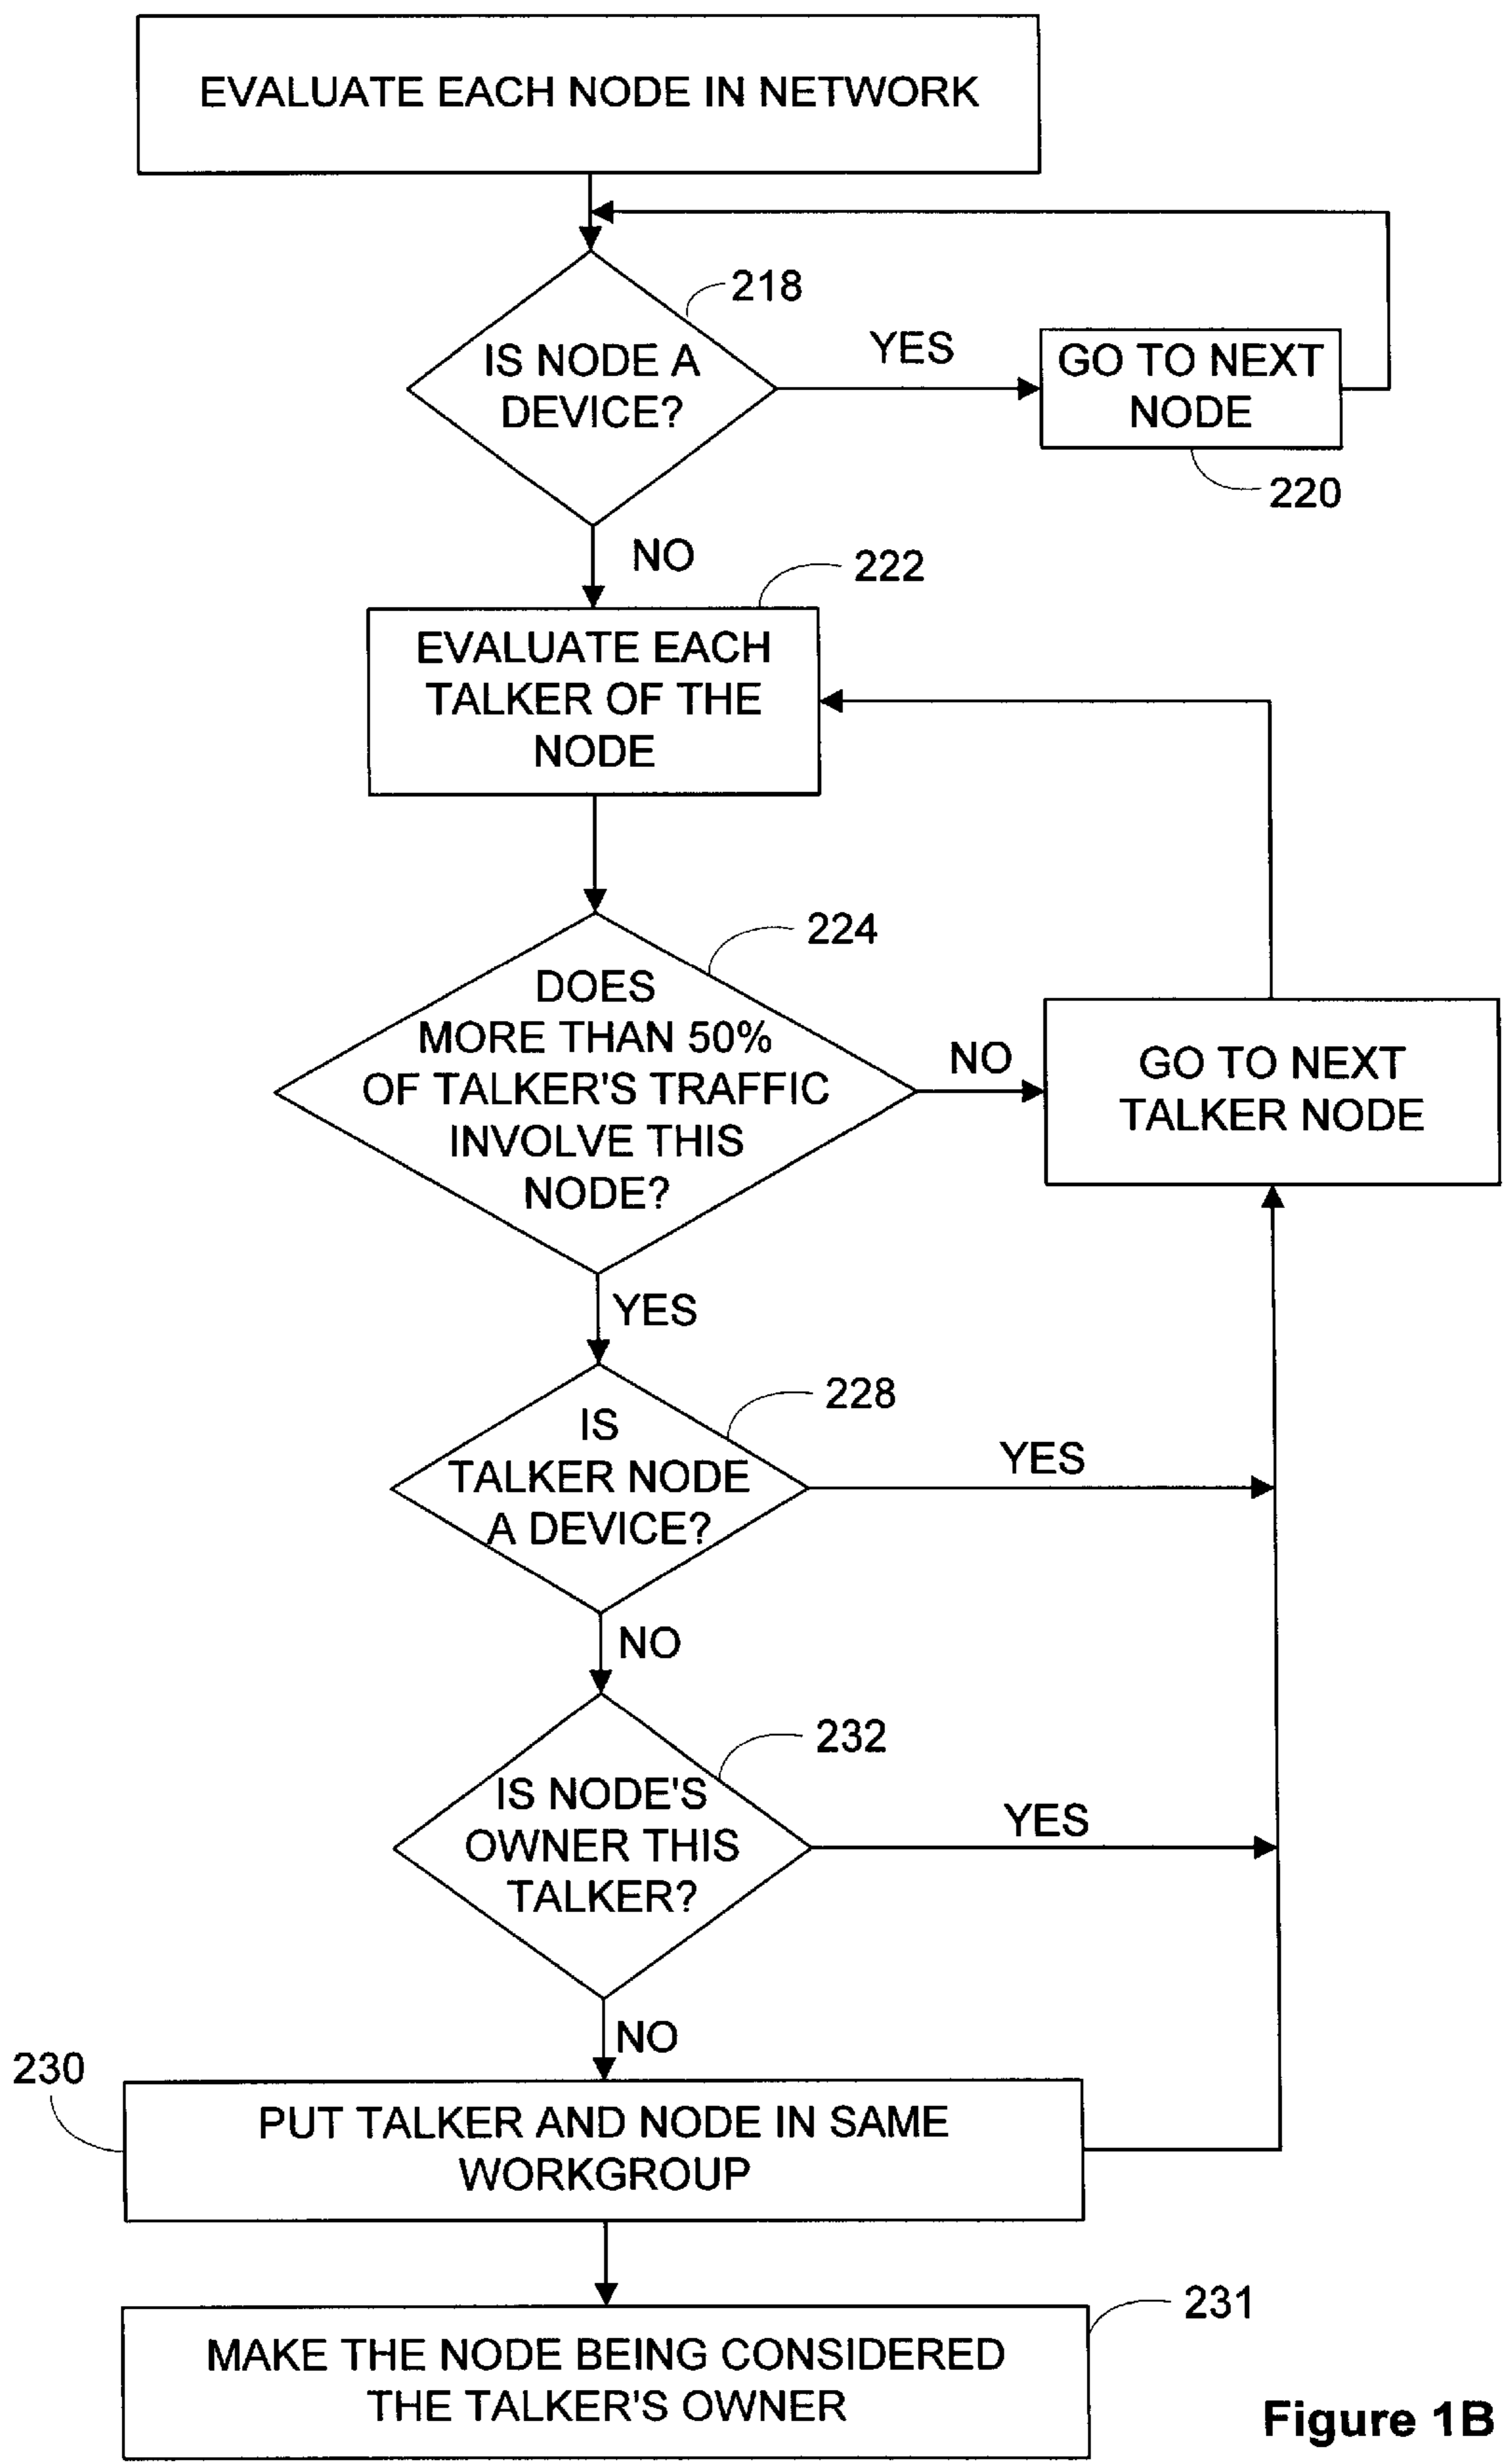 EVALUATE EACH NODE IN NETWORK
218
IS NODE A
DEVICE?
YES
GO TO NEXT
NODE
220
NO
222
EVALUATE EACH
TALKER OF THE
NODE
224
DOES
MORE THAN 50%
OF TALKER'S TRAFFIC
INVOLVE THIS
NODE?
NO
GO TO NEXT
TALKER NODE
YES
228
IS
TALKER NODE
A DEVICE?
YES
NO
232
IS NODE'S
OWNER THIS
TALKER?
YES
NO
230
PUT TALKER AND NODE IN SAME
WORKGROUP
231
MAKE THE NODE BEING CONSIDERED
THE TALKER'S OWNER
Figure 1B